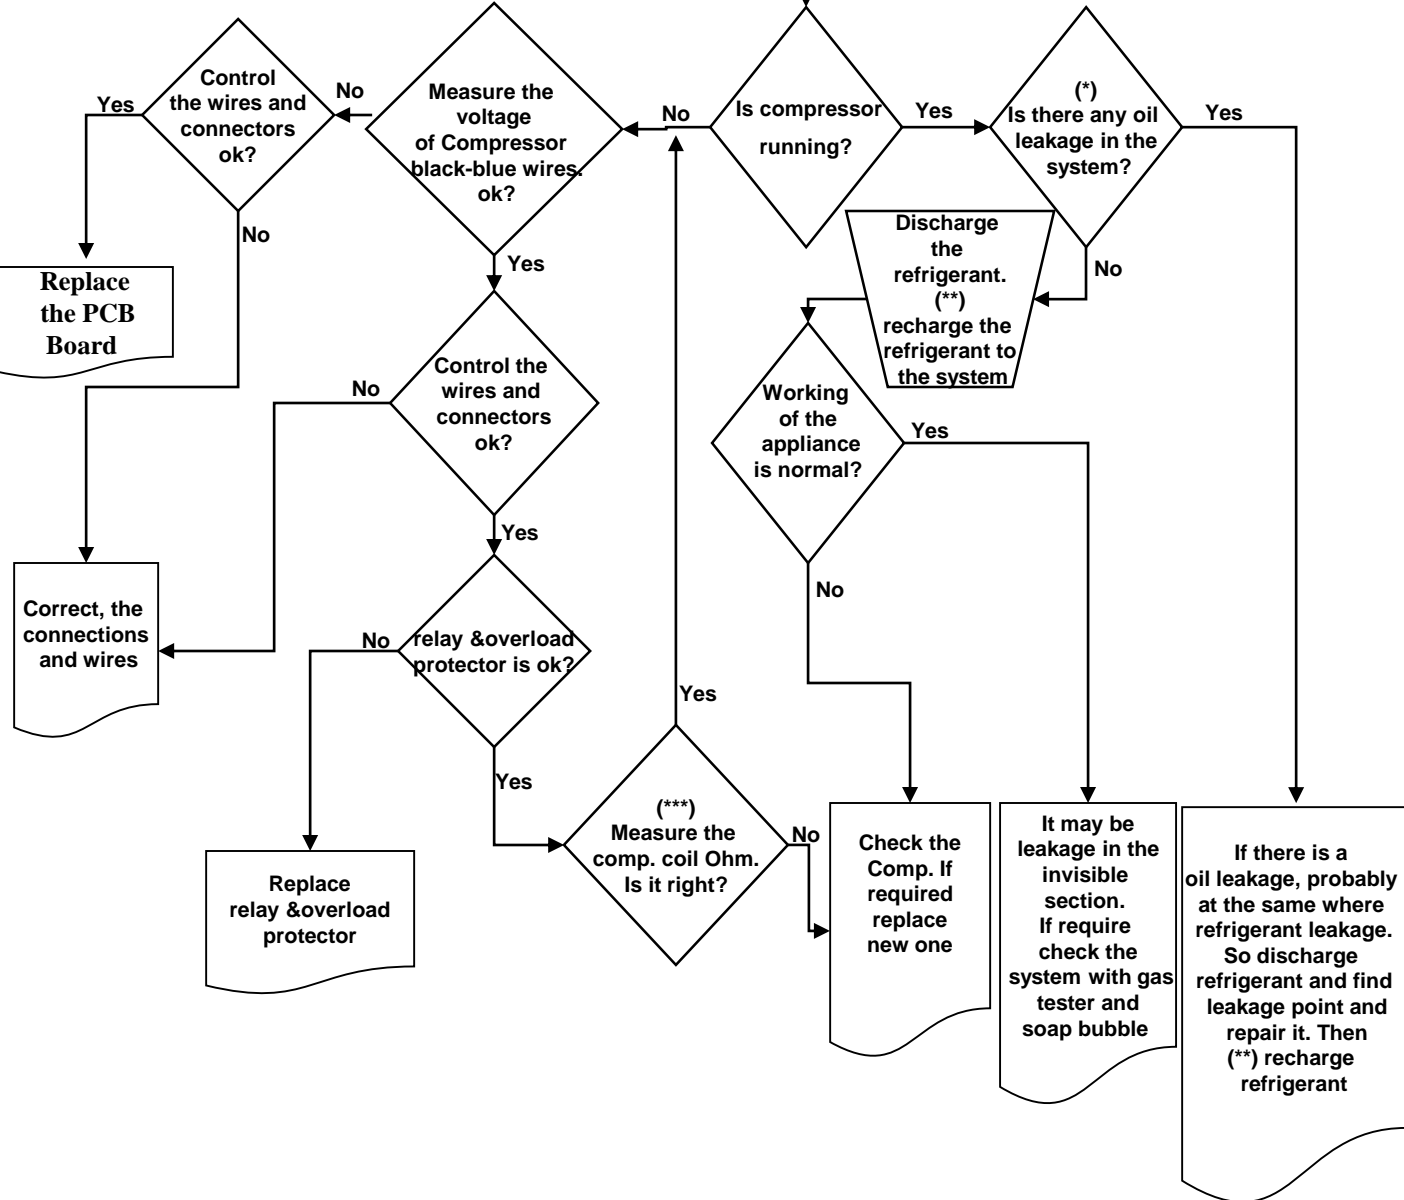 Control
the wires and
connectors
ok?
Yes
No
No
Measure the
voltage
of Compressor
black-blue wires.
ok?
No
Is compressor
running?
Yes
(*)
Is there any oil
leakage in the
system?
Yes
No
Replace
the PCB
Board
Yes
Discharge
the
refrigerant.
(**)
recharge the
refrigerant to
the system
Control the
wires and
connectors
ok?
No
Yes
Working
of the
appliance
is normal?
Yes
No
Correct, the
connections
and wires
relay &overload
protector is ok?
No
Yes
Replace
relay &overload
protector
Yes
(***)
Measure the
comp. coil Ohm.
Is it right?
No
Check the
Comp. If
required
replace
new one
It may be
leakage in the
invisible
section.
If require
check the
system with gas
tester and
soap bubble
If there is a
oil leakage, probably
at the same where
refrigerant leakage.
So discharge
refrigerant and find
leakage point and
repair it. Then
(**) recharge
refrigerant